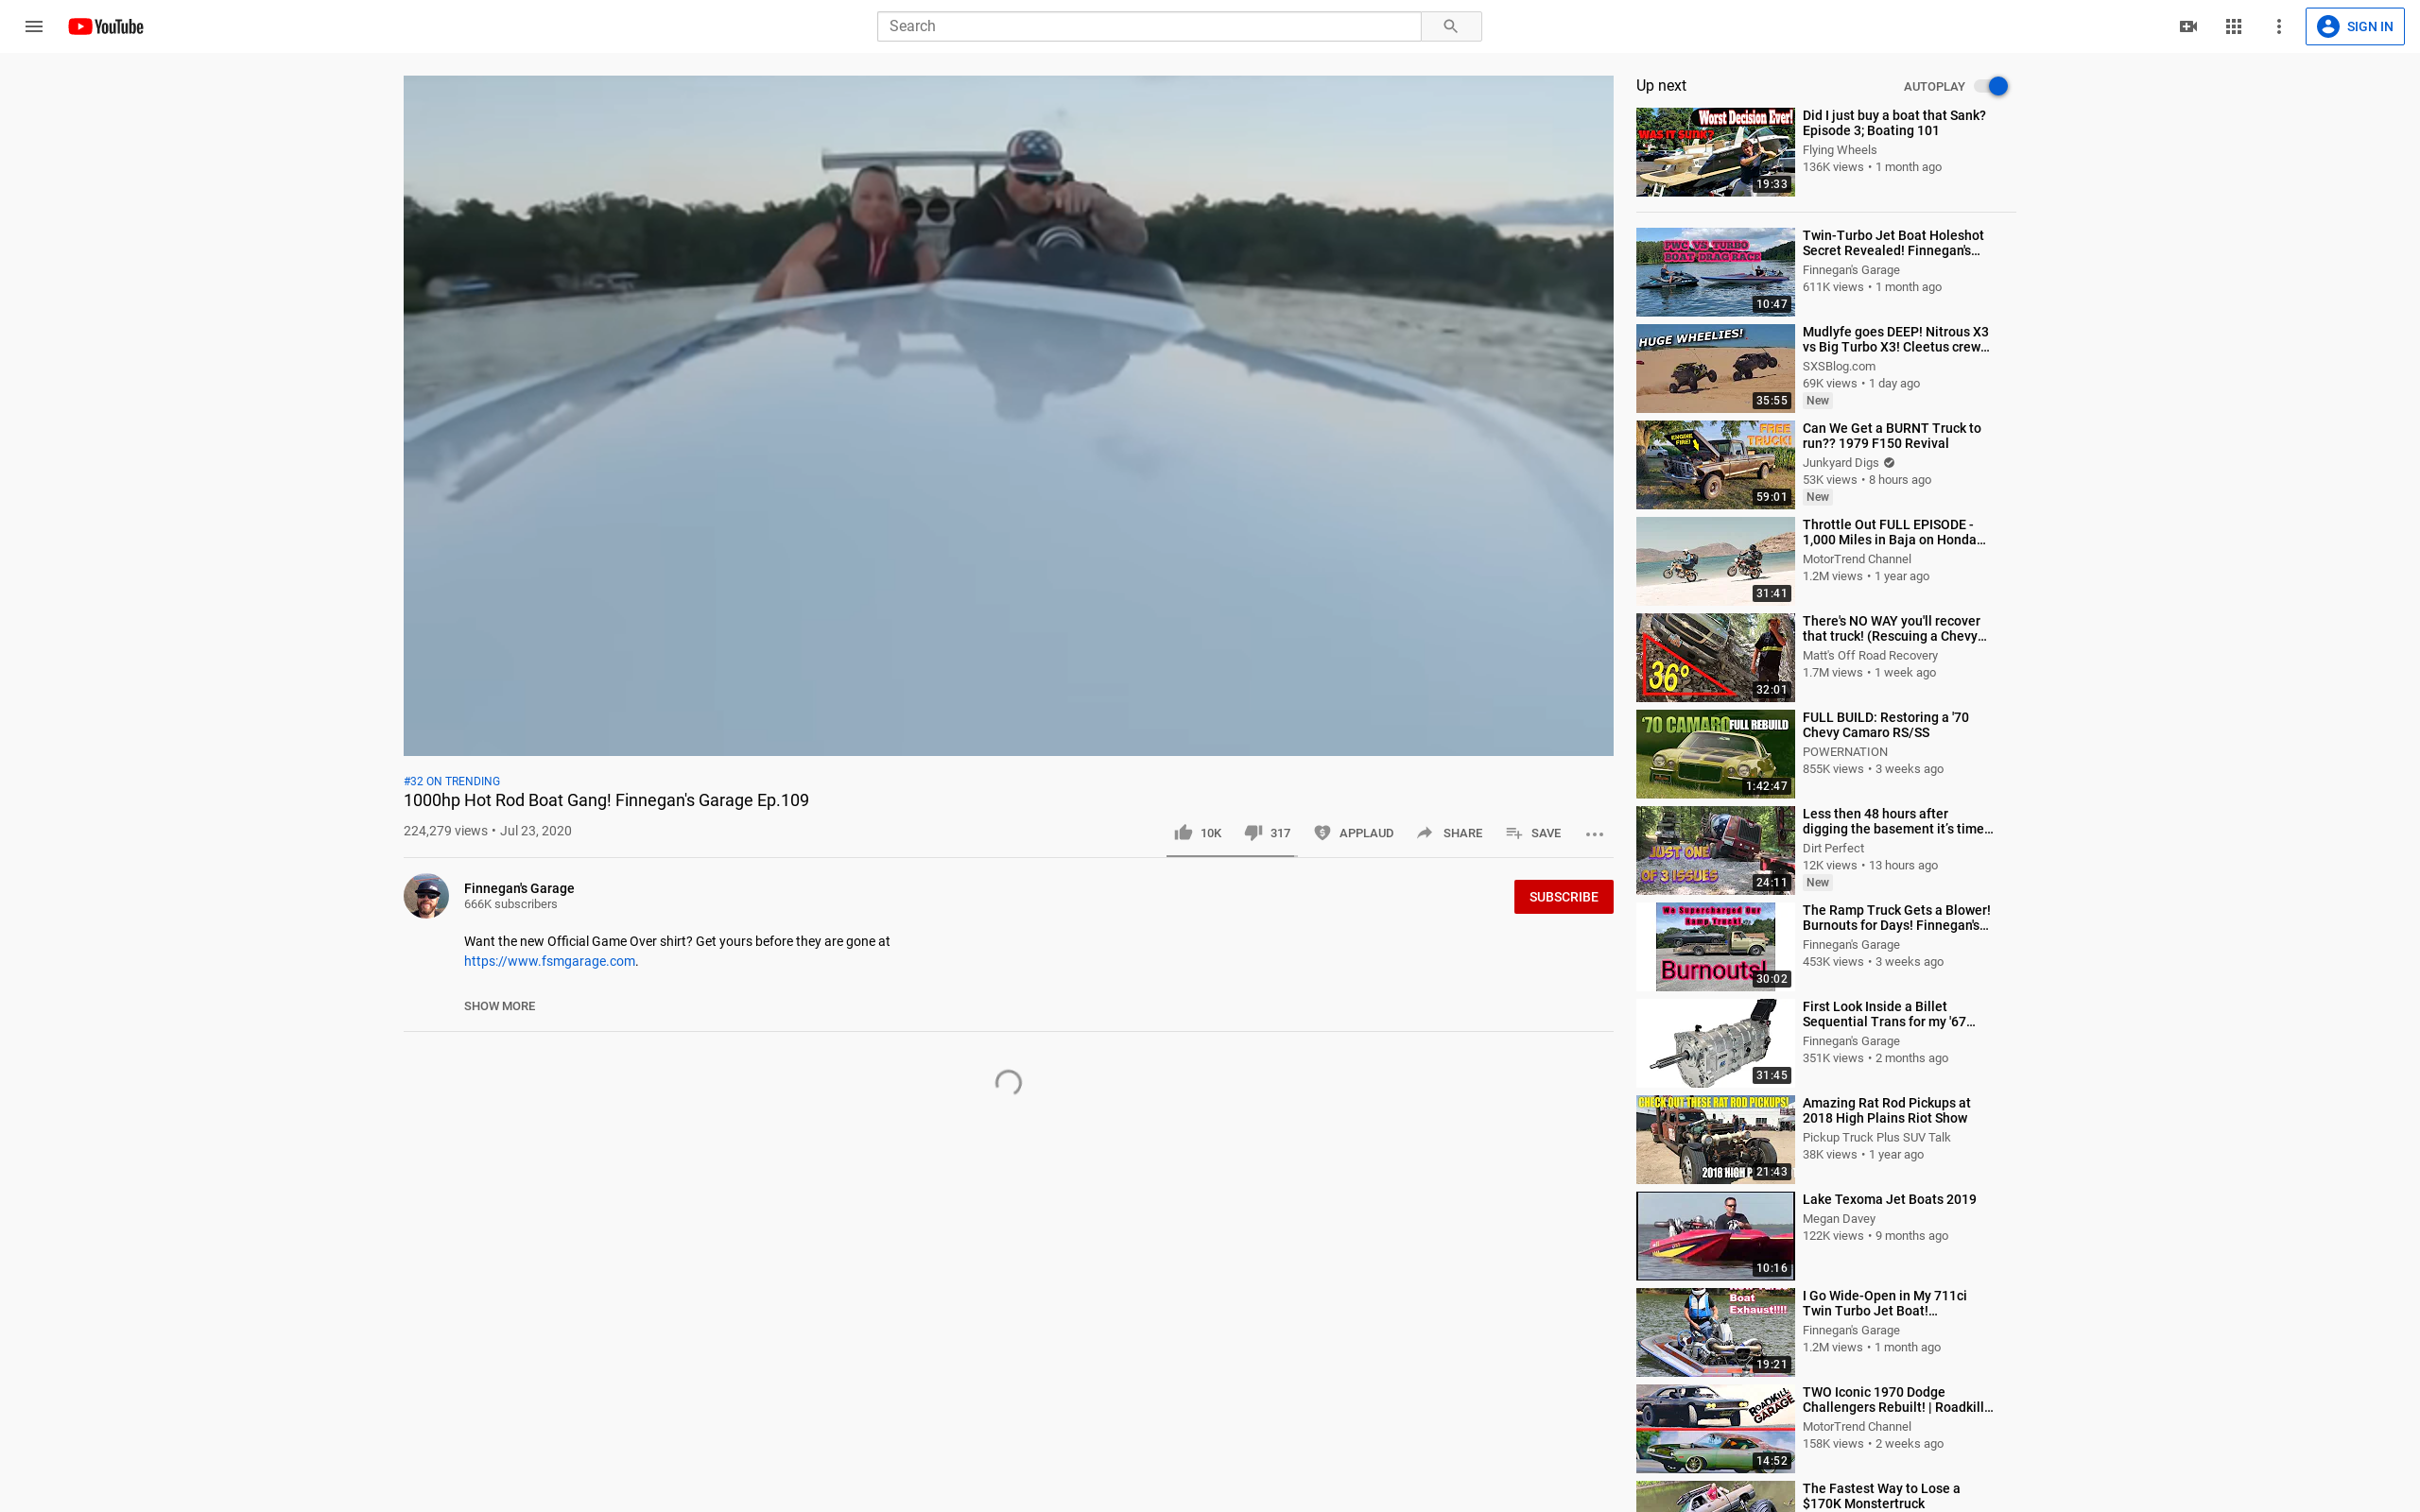 YouTube
Search
SIGN IN
#32 ON TRENDING
1000hp Hot Rod Boat Gang! Finnegan's Garage Ep.109
224,279 views • Jul 23, 2020
10K
317
APPLAUD
SHARE
SAVE
Finnegan's Garage
666K subscribers
SUBSCRIBE
Want the new Official Game Over shirt? Get yours before they are gone at
https://www.fsmgarage.com.
SHOW MORE
Up next
AUTOPLAY
Worst Decision Ever!
WAS IT SUNK?
19:33
Did I just buy a boat that Sank?
Episode 3; Boating 101
Flying Wheels
136K views • 1 month ago
PWC VS TURBO
BOAT DRAG RACE
10:47
Twin-Turbo Jet Boat Holeshot
Secret Revealed! Finnegan's…
Finnegan's Garage
611K views • 1 month ago
HUGE WHEELIES!
35:55
Mudlyfe goes DEEP! Nitrous X3
vs Big Turbo X3! Cleetus crew…
SXSBlog.com
69K views • 1 day ago
New
ENGINE
FIRE!
FREE
TRUCK!
59:01
Can We Get a BURNT Truck to
run?? 1979 F150 Revival
Junkyard Digs
53K views • 8 hours ago
New
31:41
Throttle Out FULL EPISODE -
1,000 Miles in Baja on Honda…
MotorTrend Channel
1.2M views • 1 year ago
36°
32:01
There's NO WAY you'll recover
that truck! (Rescuing a Chevy…
Matt's Off Road Recovery
1.7M views • 1 week ago
'70 CAMARO FULL REBUILD
1:42:47
FULL BUILD: Restoring a '70
Chevy Camaro RS/SS
POWERNATION
855K views • 3 weeks ago
JUST ONE
OF 3 ISSUES
24:11
Less then 48 hours after
digging the basement it’s time…
Dirt Perfect
12K views • 13 hours ago
New
We Supercharged Our
Ramp Truck!
Burnouts!
30:02
The Ramp Truck Gets a Blower!
Burnouts for Days! Finnegan's…
Finnegan's Garage
453K views • 3 weeks ago
31:45
First Look Inside a Billet
Sequential Trans for my '67…
Finnegan's Garage
351K views • 2 months ago
CHECK OUT THESE RAT ROD PICKUPS!
2018 HIGH P
21:43
Amazing Rat Rod Pickups at
2018 High Plains Riot Show
Pickup Truck Plus SUV Talk
38K views • 1 year ago
10:16
Lake Texoma Jet Boats 2019
Megan Davey
122K views • 9 months ago
Boat
Exhaust!!!!
19:21
I Go Wide-Open in My 711ci
Twin Turbo Jet Boat!…
Finnegan's Garage
1.2M views • 1 month ago
ROADKILL
GARAGE
14:52
TWO Iconic 1970 Dodge
Challengers Rebuilt! | Roadkill…
MotorTrend Channel
158K views • 2 weeks ago
The Fastest Way to Lose a
$170K Monstertruck